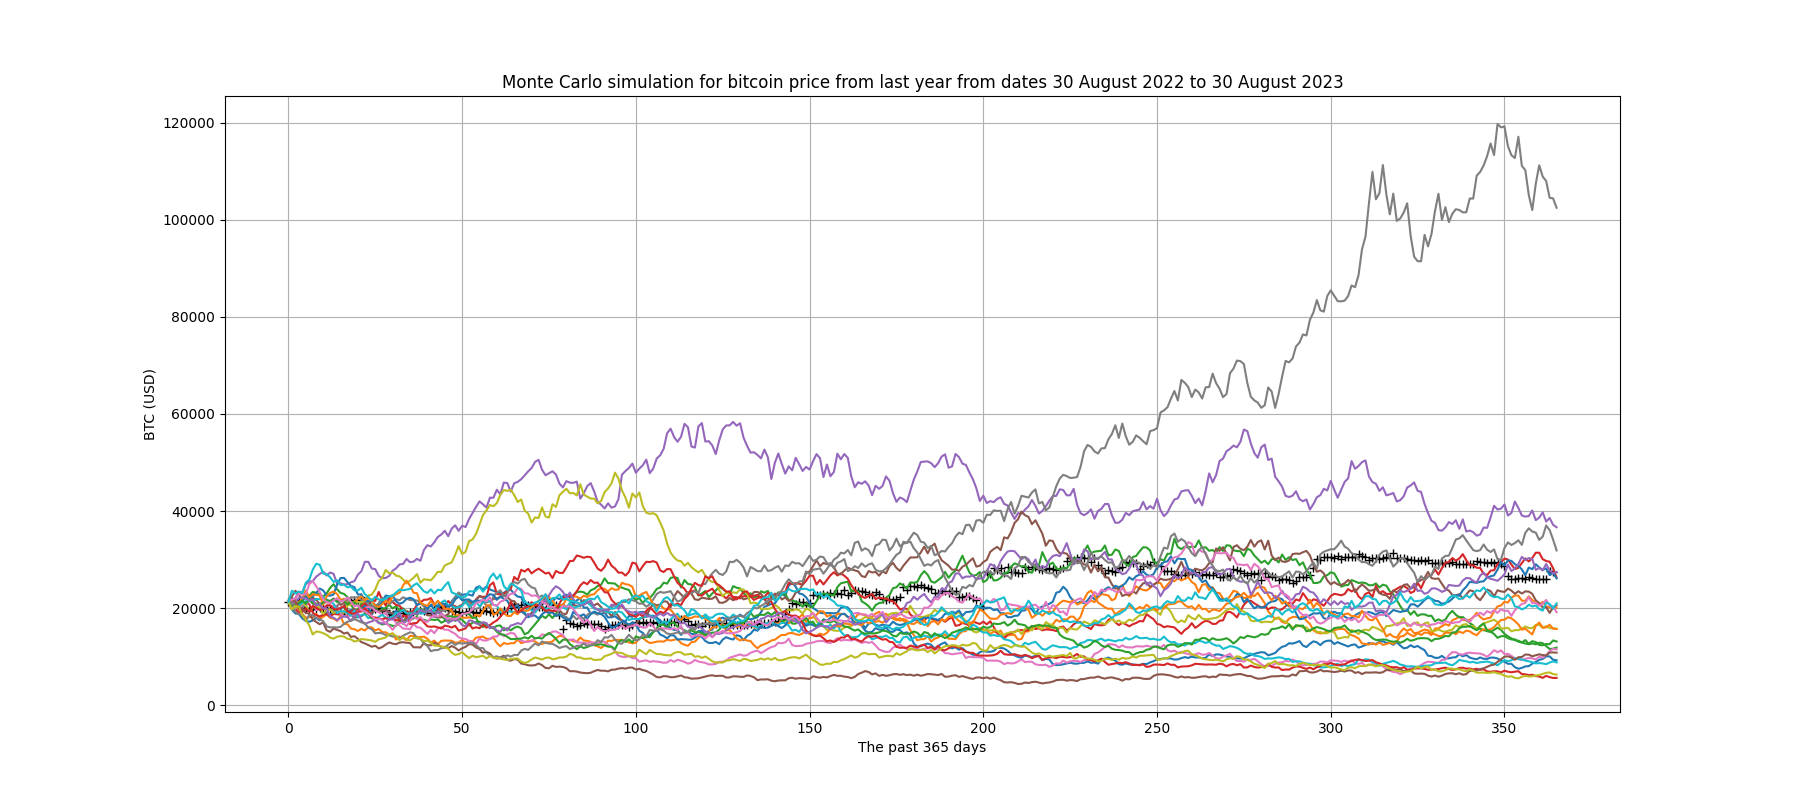 Monte Carlo simulation for bitcoin price from last year from dates 30 August 2022 to 30 August 2023
120000
100000
80000
60000
40000
20000
0
BTC (USD)
0 50 100 150 200 250 300 350
The past 365 days